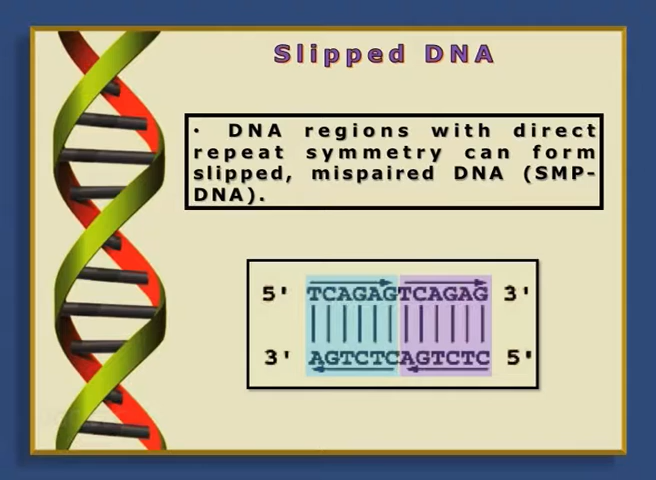 Slipped DNA
· DNA regions with direct
repeat symmetry can form
slipped, mispaired DNA (SMP-
DNA).
5' TCAGAGTCAGAG 3'
3' AGTCTCAGTCTC 5'